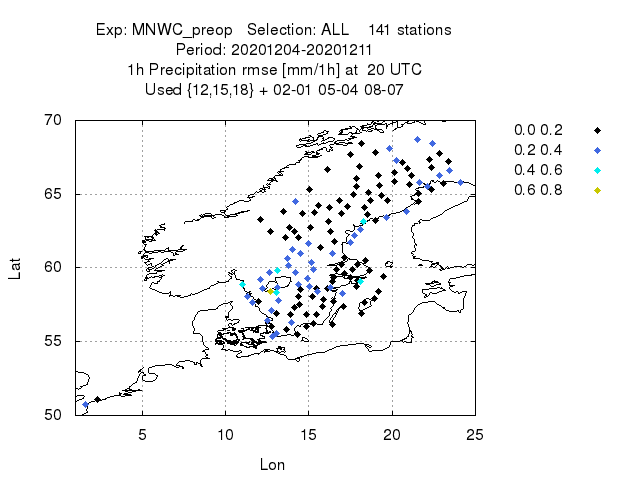 Exp: MNWC_preop Selection: ALL 141 stations
Period: 20201204-20201211
1h Precipitation rmse [mm/1h] at 20 UTC
Used {12,15,18} + 02-01 05-04 08-07
70
65
60
55
50
Lat
5 10 15 20 25
Lon
0.0 0.2
0.2 0.4
0.4 0.6
0.6 0.8